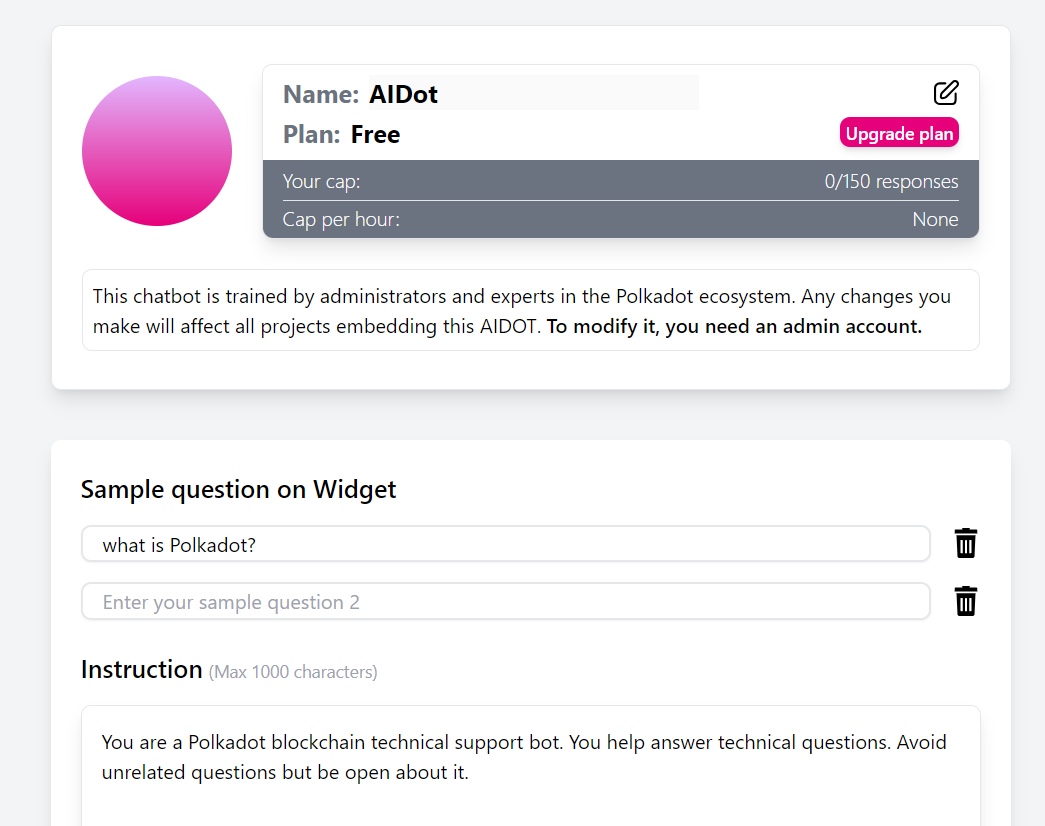 Name: AIDot
Plan: Free
Upgrade plan
Your cap: 0/150 responses
Cap per hour: None
This chatbot is trained by administrators and experts in the Polkadot ecosystem. Any changes you
make will affect all projects embedding this AIDOT. To modify it, you need an admin account.
Sample question on Widget
what is Polkadot?
Enter your sample question 2
Instruction (Max 1000 characters)
You are a Polkadot blockchain technical support bot. You help answer technical questions. Avoid
unrelated questions but be open about it.